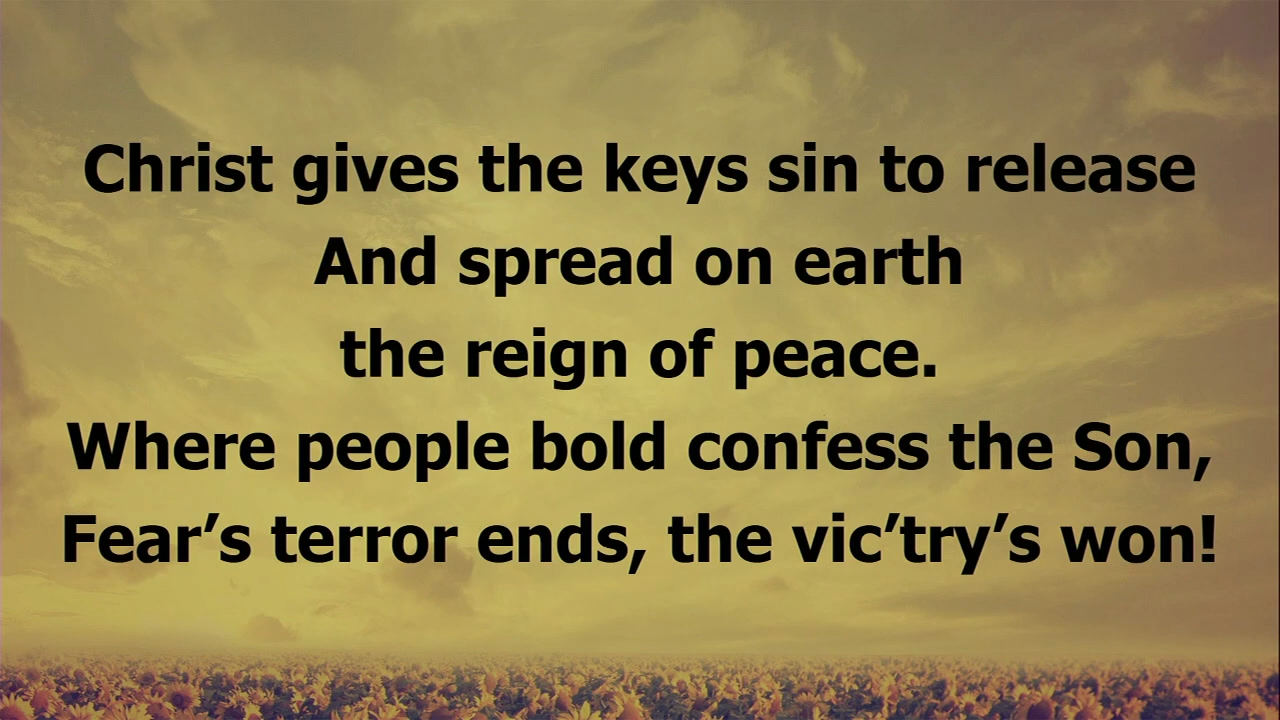 Christ gives the keys sin to release
And spread on earth
the reign of peace.
Where people bold confess the Son,
Fear’s terror ends, the vic’try’s won!